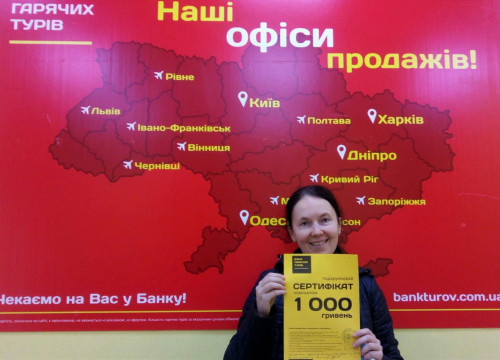 ГАРЯЧИХ
ТУРІВ
Наші
офіси
продажів!
Рівне
Київ
Львів
Полтава
Харків
Івано-Франківськ
Вінниця
Дніпро
Чернівці
Кривий Ріг
М
Запоріжжя
Одес
сон
СЕРТИФІКАТ
1 000
гривень
Чекаємо на Вас у Банку!
bankturov.com.ua